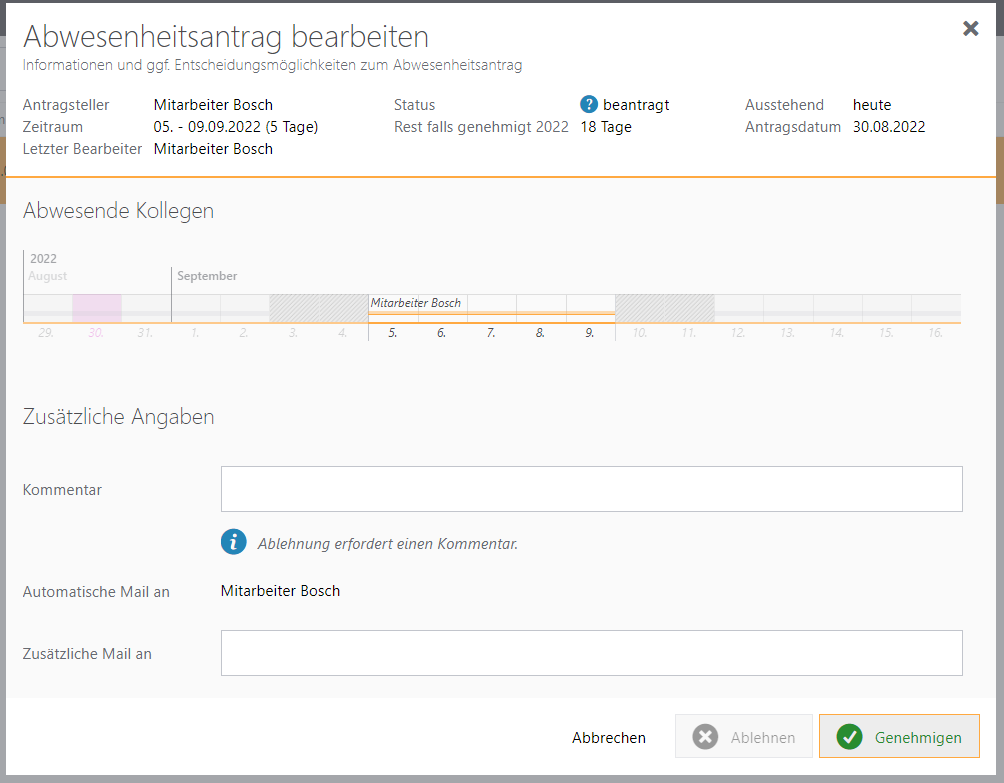 Abwesenheitsantrag bearbeiten
Informationen und ggf. Entscheidungsmöglichkeiten zum Abwesenheitsantrag
Antragsteller Mitarbeiter Bosch Status ? beantragt Ausstehend heute
Zeitraum 05. - 09.09.2022 (5 Tage) Rest falls genehmigt 2022 18 Tage Antragsdatum 30.08.2022
Letzter Bearbeiter Mitarbeiter Bosch
Abwesende Kollegen
2022
August September
Mitarbeiter Bosch
29. 30. 31. 1. 2. 3. 4. 5. 6. 7. 8. 9. 10. 11. 12. 13. 14. 15. 16.
Zusätzliche Angaben
Kommentar
i Ablehnung erfordert einen Kommentar.
Automatische Mail an Mitarbeiter Bosch
Zusätzliche Mail an
Abbrechen Ablehnen Genehmigen